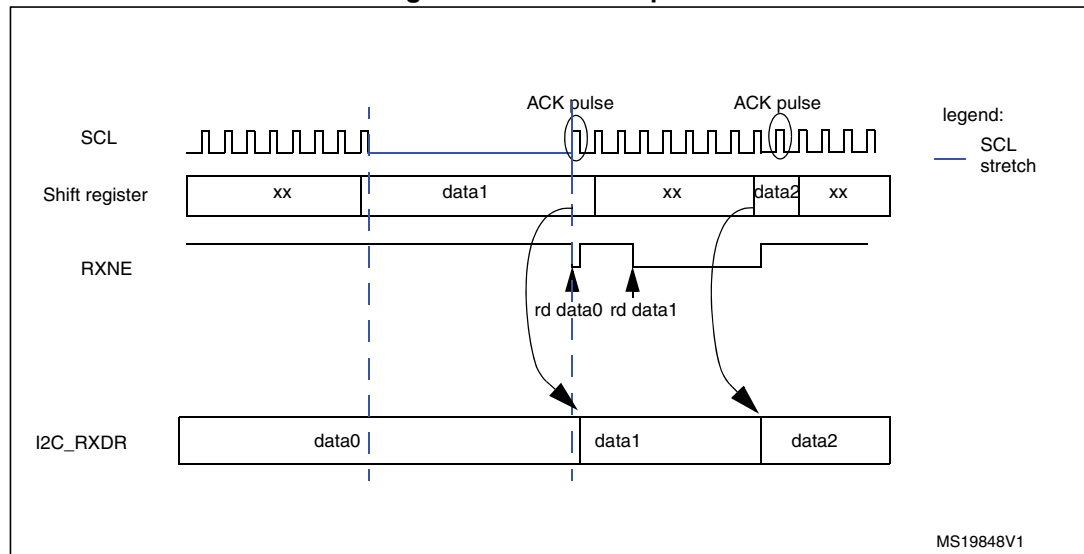 ACK pulse ACK pulse
legend:
SCL
SCL
stretch
Shift register xx data1 xx data2 xx
RXNE
rd data0 rd data1
I2C_RXDR data0 data1 data2
MS19848V1